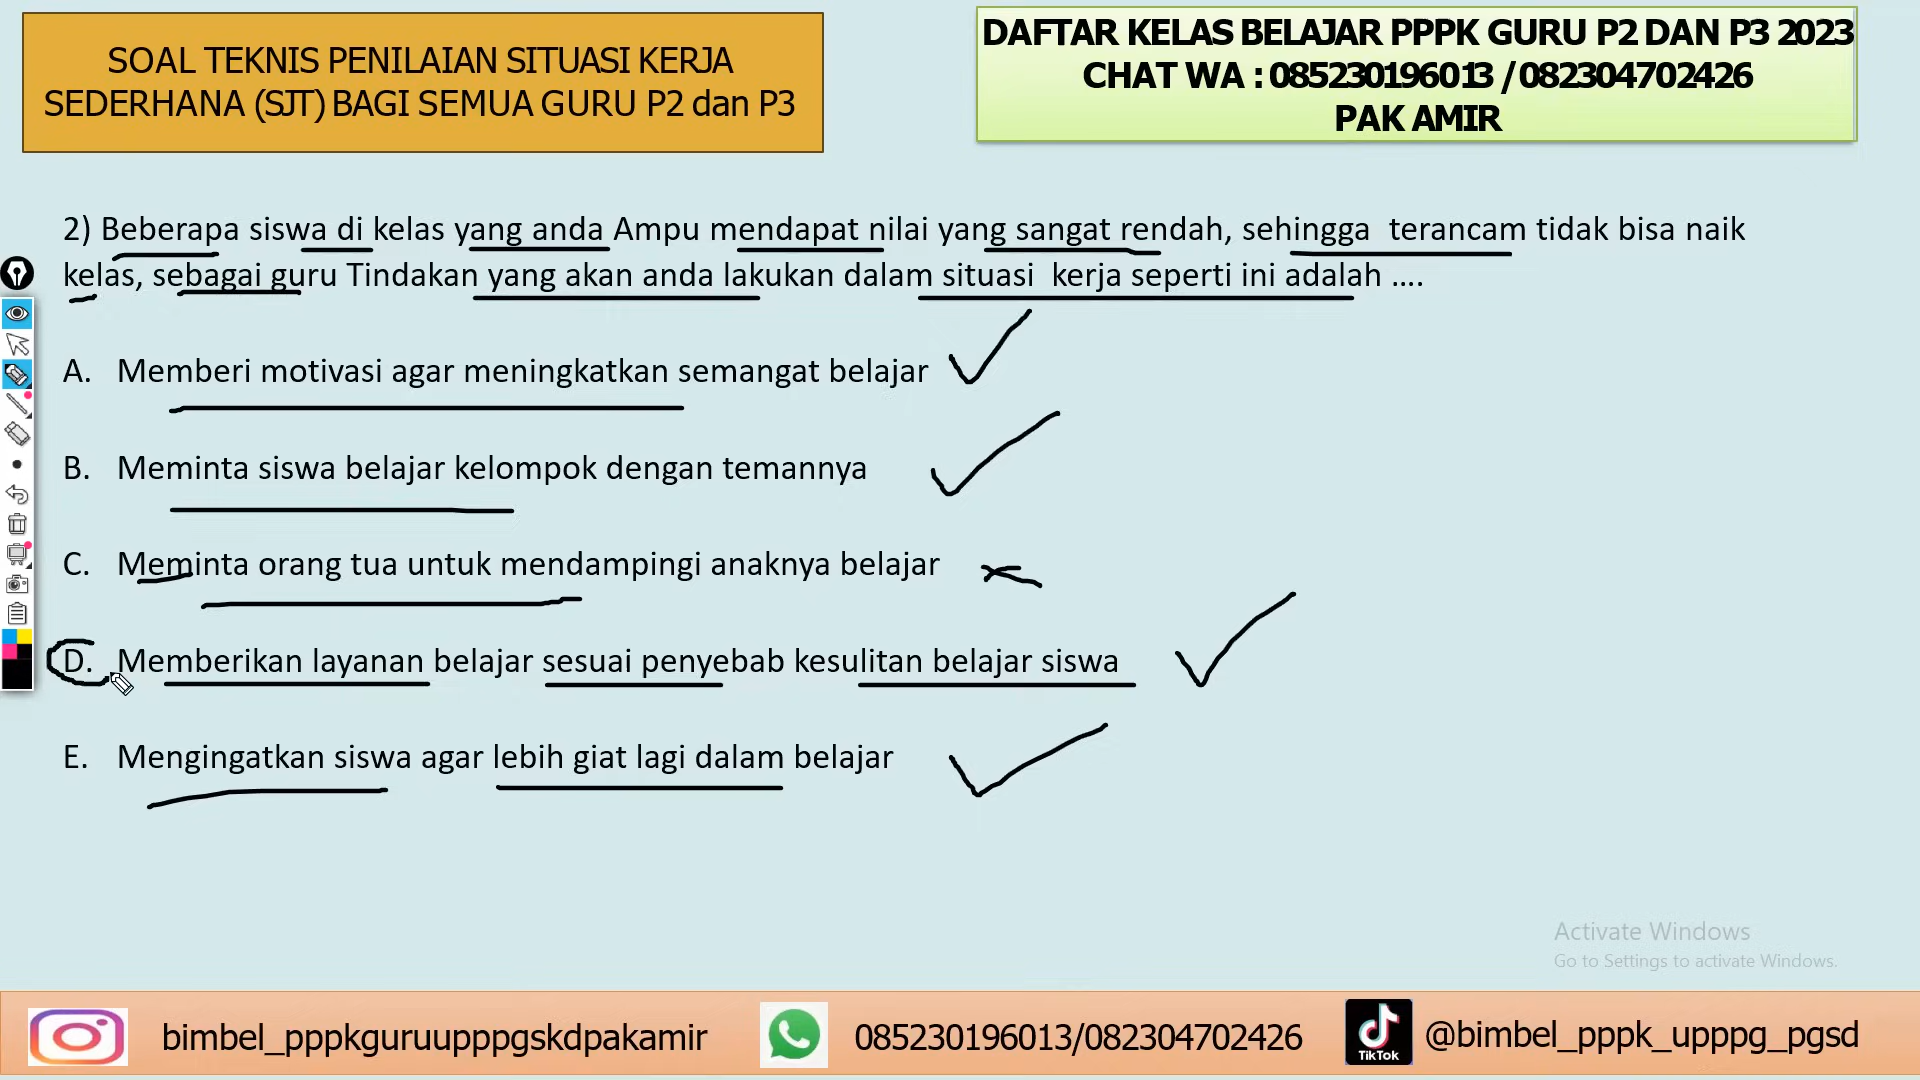 SOAL TEKNIS PENILAIAN SITUASI KERJA
SEDERHANA (SJT) BAGI SEMUA GURU P2 dan P3
DAFTAR KELAS BELAJAR PPPK GURU P2 DAN P3 2023
CHAT WA : 085230196013 / 082304702426
PAK AMIR
2) Beberapa siswa di kelas yang anda Ampu mendapat nilai yang sangat rendah, sehingga terancam tidak bisa naik
kelas, sebagai guru Tindakan yang akan anda lakukan dalam situasi kerja seperti ini adalah ....
A. Memberi motivasi agar meningkatkan semangat belajar
B. Meminta siswa belajar kelompok dengan temannya
C. Meminta orang tua untuk mendampingi anaknya belajar
D. Memberikan layanan belajar sesuai penyebab kesulitan belajar siswa
E. Mengingatkan siswa agar lebih giat lagi dalam belajar
Activate Windows
Go to Settings to activate Windows.
bimbel_pppkguruupppgskdpakamir
085230196013/082304702426
TikTok
@bimbel_pppk_upppg_pgsd